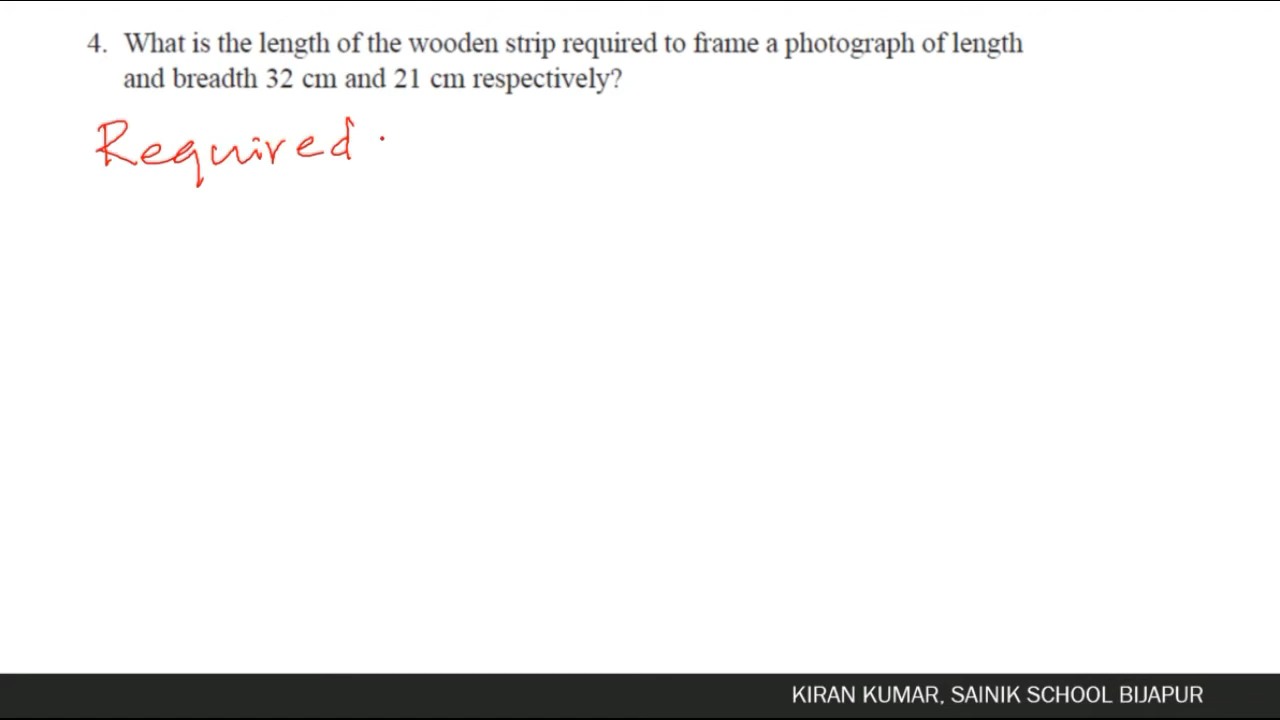 4. What is the length of the wooden strip required to frame a photograph of length
and breadth 32 cm and 21 cm respectively?
Required
KIRAN KUMAR, SAINIK SCHOOL BIJAPUR